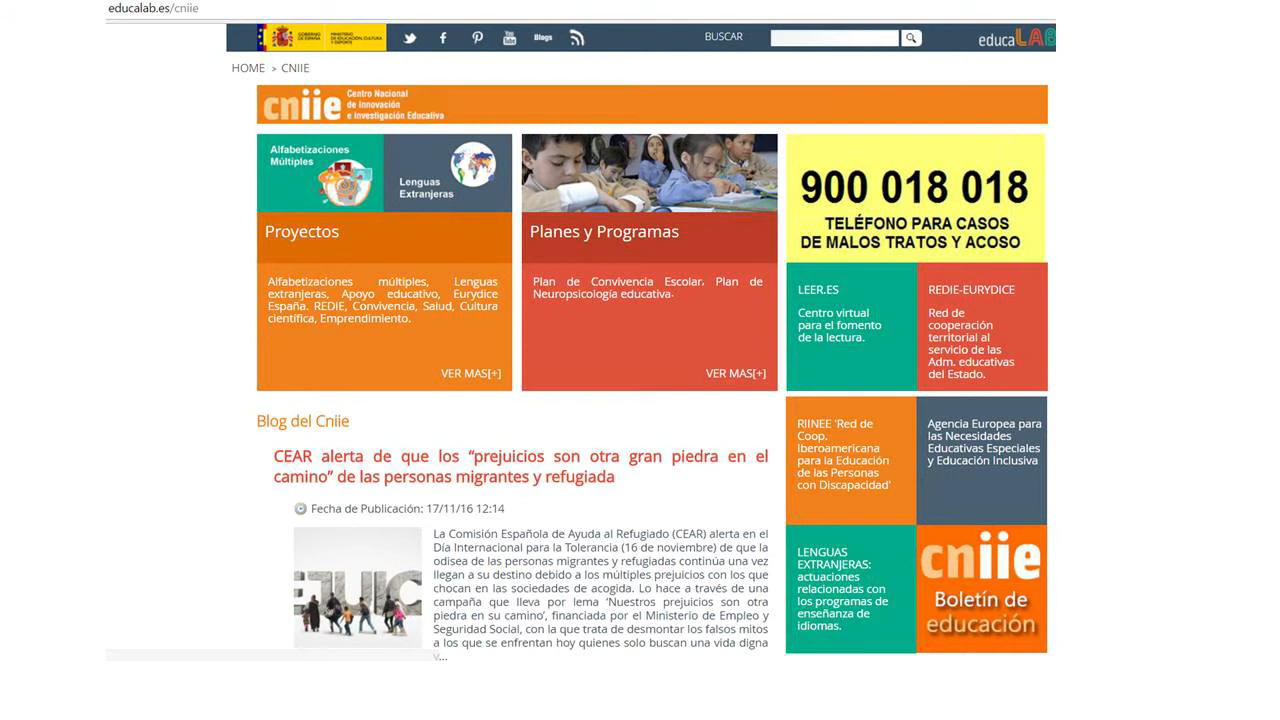 educalab.es/cniie
GOBIERNO DE ESPAÑA
MINISTERIO DE EDUCACIÓN, CULTURA Y DEPORTE
You Tube
Blogs
BUSCAR
educaLAB
HOME > CNIIE
cniie
Centro Nacional
de Innovación
e Investigación Educativa
Alfabetizaciones
Múltiples
Lenguas
Extranjeras
Proyectos
Alfabetizaciones múltiples, Lenguas
extranjeras, Apoyo educativo, Eurydice
España. REDIE, Convivencia, Salud, Cultura
científica, Emprendimiento.
VER MAS[+]
Planes y Programas
Plan de Convivencia Escolar. Plan de
Neuropsicología educativa.
VER MAS[+]
900 018 018
TELÉFONO PARA CASOS
DE MALOS TRATOS Y ACOSO
LEER.ES
Centro virtual
para el fomento
de la lectura.
REDIE-EURYDICE
Red de
cooperación
territorial al
servicio de las
Adm. educativas
del Estado.
Blog del Cniie
CEAR alerta de que los “prejuicios son otra gran piedra en el
camino” de las personas migrantes y refugiada
Fecha de Publicación: 17/11/16 12:14
La Comisión Española de Ayuda al Refugiado (CEAR) alerta en el
Día Internacional para la Tolerancia (16 de noviembre) de que la
odisea de las personas migrantes y refugiadas continúa una vez
llegan a su destino debido a los múltiples prejuicios con los que
chocan en las sociedades de acogida. Lo hace a través de una
campaña que lleva por lema ‘Nuestros prejuicios son otra
piedra en su camino’, financiada por el Ministerio de Empleo y
Seguridad Social, con la que trata de desmontar los falsos mitos
a los que se enfrentan hoy quienes solo buscan una vida digna
y...
RIINEE 'Red de
Coop.
Iberoamericana
para la Educación
de las Personas
con Discapacidad'
Agencia Europea para
las Necesidades
Educativas Especiales
y Educación Inclusiva
LENGUAS
EXTRANJERAS:
actuaciones
relacionadas con
los programas de
enseñanza de
idiomas.
cniie
Boletín de
educación